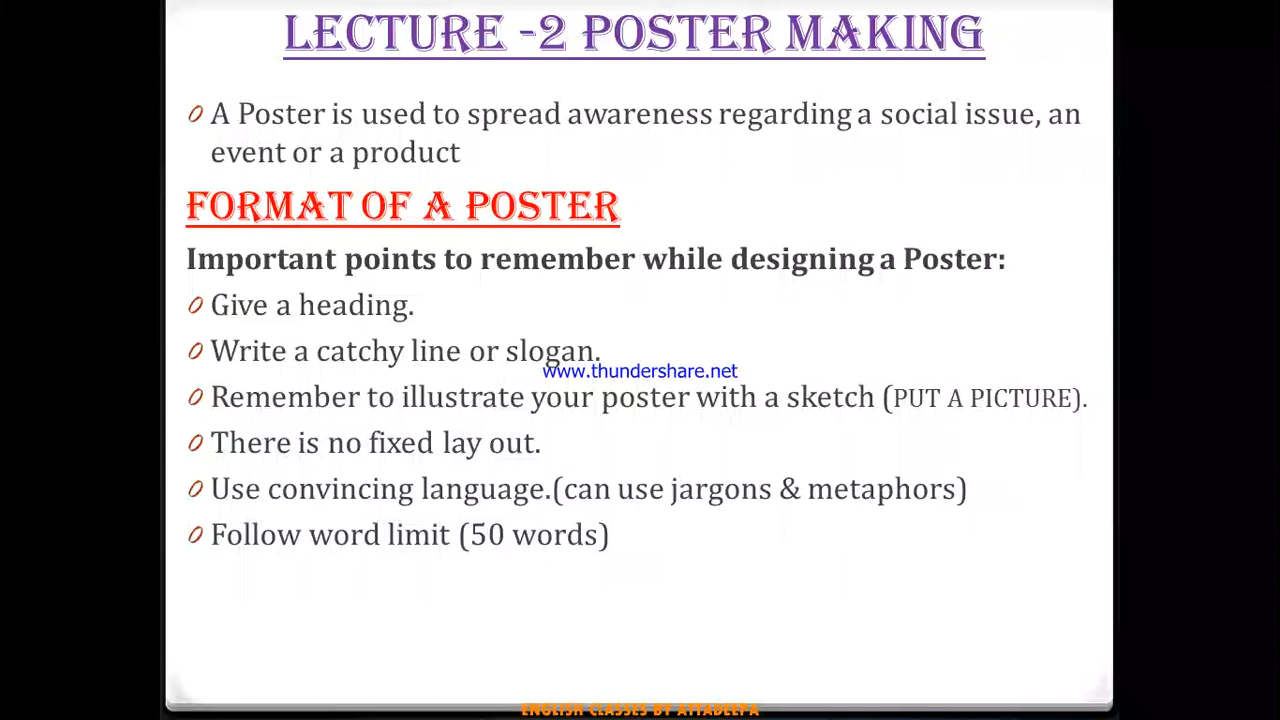 LECTURE -2 POSTER MAKING
A Poster is used to spread awareness regarding a social issue, an
event or a product
FORMAT OF A POSTER
Important points to remember while designing a Poster:
Give a heading.
Write a catchy line or slogan.
www.thundershare.net
Remember to illustrate your poster with a sketch (PUT A PICTURE).
There is no fixed lay out.
Use convincing language.(can use jargons & metaphors)
Follow word limit (50 words)
ENGLISH CLASSES BY